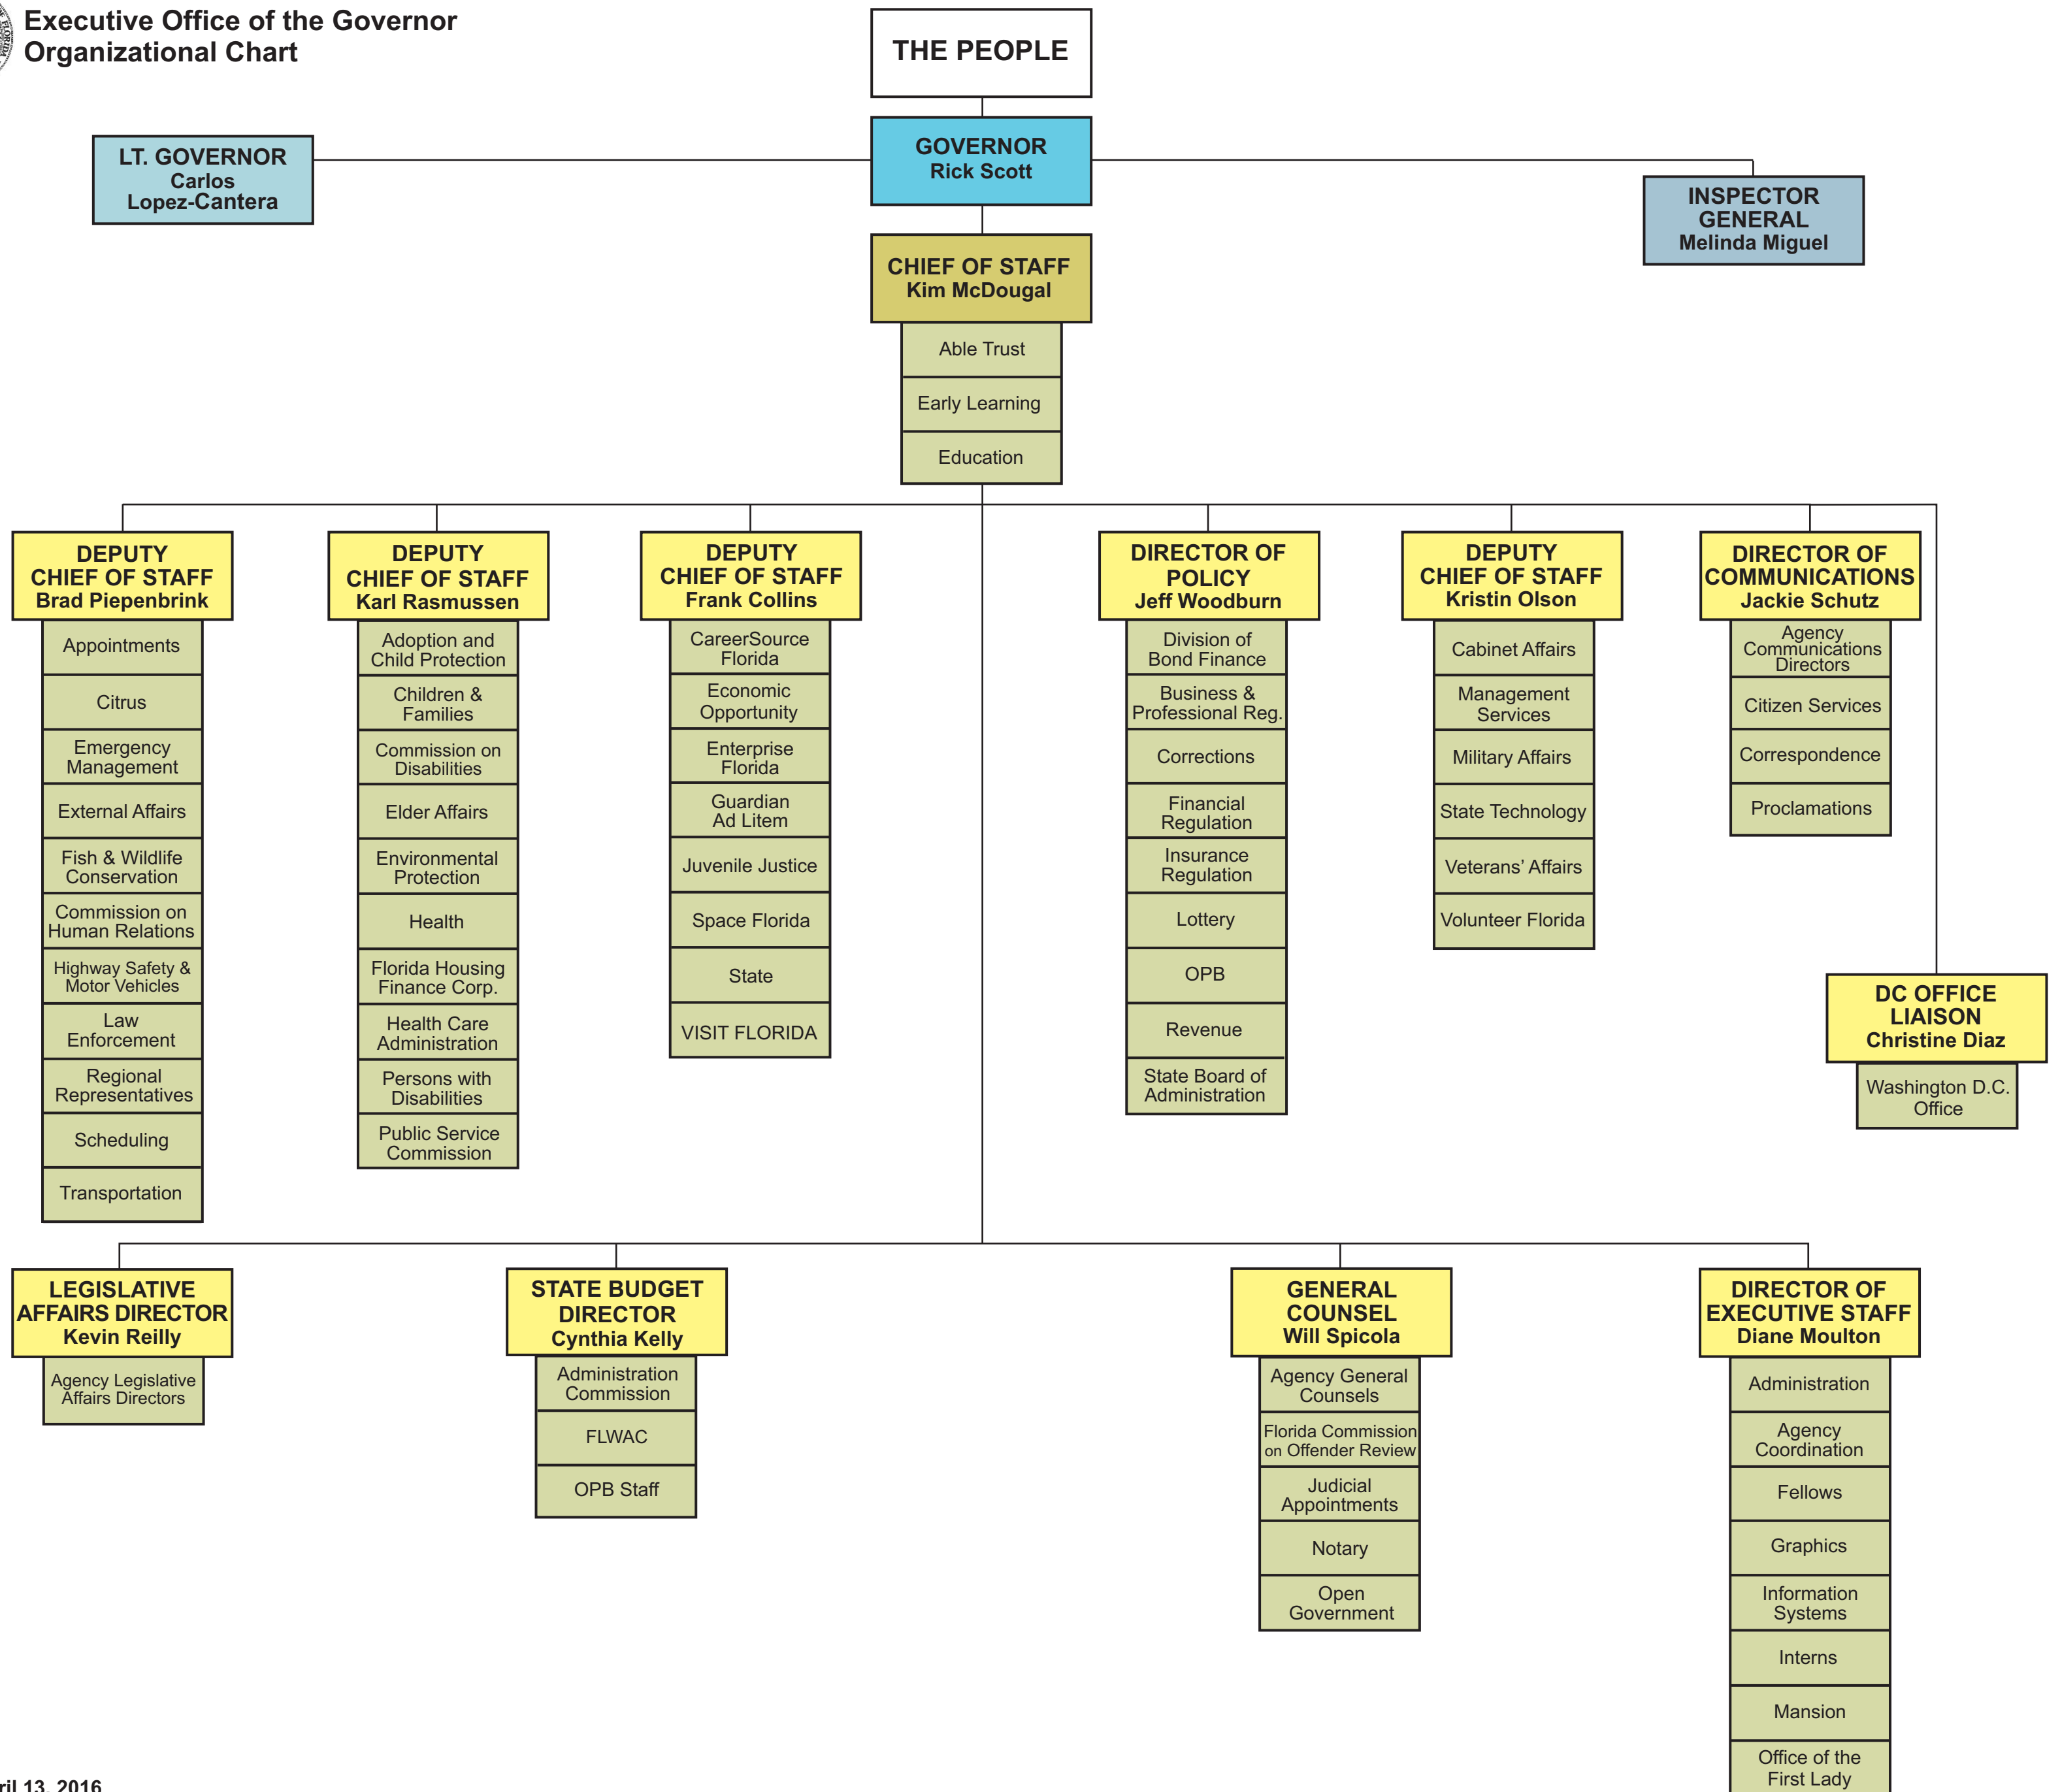 Executive Office of the Governor
Organizational Chart
THE PEOPLE
GOVERNOR
Rick Scott
LT. GOVERNOR
Carlos
Lopez-Cantera
INSPECTOR
GENERAL
Melinda Miguel
CHIEF OF STAFF
Kim McDougal
Able Trust
Early Learning
Education
DEPUTY
CHIEF OF STAFF
Brad Piepenbrink
Appointments
Citrus
Emergency
Management
External Affairs
Fish & Wildlife
Conservation
Commission on
Human Relations
Highway Safety &
Motor Vehicles
Law
Enforcement
Regional
Representatives
Scheduling
Transportation
DEPUTY
CHIEF OF STAFF
Karl Rasmussen
Adoption and
Child Protection
Children &
Families
Commission on
Disabilities
Elder Affairs
Environmental
Protection
Health
Florida Housing
Finance Corp.
Health Care
Administration
Persons with
Disabilities
Public Service
Commission
DEPUTY
CHIEF OF STAFF
Frank Collins
CareerSource
Florida
Economic
Opportunity
Enterprise
Florida
Guardian
Ad Litem
Juvenile Justice
Space Florida
State
VISIT FLORIDA
DIRECTOR OF
POLICY
Jeff Woodburn
Division of
Bond Finance
Business &
Professional Reg.
Corrections
Financial
Regulation
Insurance
Regulation
Lottery
OPB
Revenue
State Board of
Administration
DEPUTY
CHIEF OF STAFF
Kristin Olson
Cabinet Affairs
Management
Services
Military Affairs
State Technology
Veterans' Affairs
Volunteer Florida
DIRECTOR OF
COMMUNICATIONS
Jackie Schutz
Agency
Communications
Directors
Citizen Services
Correspondence
Proclamations
DC OFFICE
LIAISON
Christine Diaz
Washington D.C.
Office
LEGISLATIVE
AFFAIRS DIRECTOR
Kevin Reilly
Agency Legislative
Affairs Directors
STATE BUDGET
DIRECTOR
Cynthia Kelly
Administration
Commission
FLWAC
OPB Staff
GENERAL
COUNSEL
Will Spicola
Agency General
Counsels
Florida Commission
on Offender Review
Judicial
Appointments
Notary
Open
Government
DIRECTOR OF
EXECUTIVE STAFF
Diane Moulton
Administration
Agency
Coordination
Fellows
Graphics
Information
Systems
Interns
Mansion
Office of the
First Lady
13, 2016